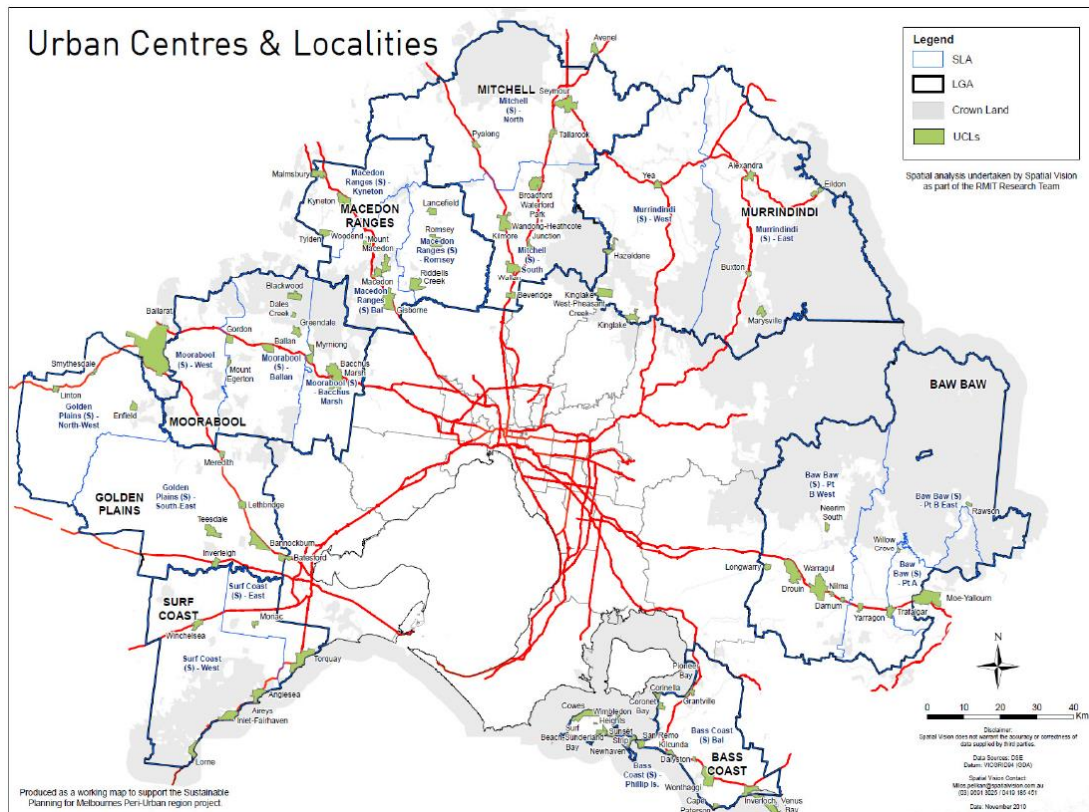 Urban Centres & Localities
Legend
SLA
LGA
Crown Land
UCLs
Spatial analysis undertaken by Spatial Vision
as part of the RMIT Research Team
Avenel
MITCHELL
Mitchell
(S) -
North
Seymour
Pyalong
Tallarook
Malmsbury
Macedon
Ranges (S) -
Kyneton
Kyneton
MACEDON
RANGES
Lancefield
Tylden
Woodend
Mount
Macedon
Romsey
Macedon
Ranges (S)
- Romsey
Macedon
Riddells
Creek
Macedon
Ranges
(S) Bal
Gisborne
Broadford
Waterford
Park
Wandong-Heathcote
Junction
Kilmore
Mitchell
(S) -
South
Wallan
Beveridge
Yea
Alexandra
Eildon
Murrindindi
(S) - West
MURRINDINDI
Murrindindi
(S) - East
Hazeldene
Buxton
Kinglake
West-Pheasant
Creek
Kinglake
Marysville
Blackwood
Dales
Creek
Greendale
Ballarat
Gordon
Ballan
Myrniong
Smythesdale
Moorabool
(S) - West
Mount
Egerton
Moorabool
(S) -
Ballan
Bacchus
Marsh
Moorabool (S)
- Bacchus
Marsh
Linton
Golden
Plains (S) -
North-West
Enfield
MOORABOOL
Meredith
GOLDEN
PLAINS
Golden
Plains (S) -
South-East
Lethbridge
Teesdale
Bannockburn
Inverleigh
Batesford
SURF
COAST
Surf Coast
(S) - East
Moriac
Winchelsea
Surf Coast
(S) - West
Torquay
Anglesea
Aireys
Inlet-Fairhaven
Lorne
BAW BAW
Baw Baw
(S) - Pt
B West
Neerim
South
Baw Baw (S)
- Pt B East
Rawson
Willow
Grove
Baw
Baw (S)
- Pt A
Longwarry
Drouin
Warragul
Nilma
Darnum
Yarragon
Trafalgar
Moe-Yallourn
Pioneer
Bay
Corinella
Coronet
Bay
Grantville
Cowes
Wimbledon
Heights
Surf
Beach-Sunderland
Bay
Sunset
Strip
Newhaven
San Remo
Kilcunda
Dalyston
Bass Coast
(S) Bal
BASS
COAST
Bass
Coast (S) -
Phillip Is.
Wonthaggi
Cape
Paterson
Inverloch
Venus
Bay
N
0 10 20 30 40
Km
Disclaimer:
Spatial Vision does not warrant the accuracy or correctness of
data supplied by third parties.
Data Sources: DSE
Datum: VICGRID94 (GDA)
Spatial Vision Contact
Date: November 2010
Produced as a working map to support the Sustainable
Planning for Melbournes Peri-Urban region project.